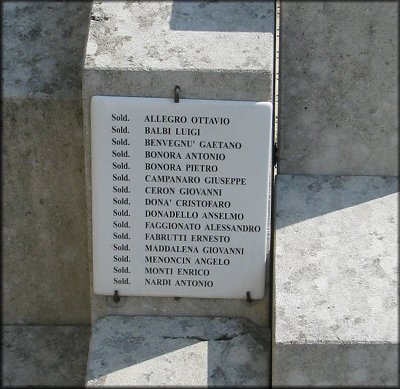 Sold. ALLEGRO OTTAVIO
Sold. BALBI LUIGI
Sold. BENVEGNU' GAETANO
Sold. BONORA ANTONIO
Sold. BONORA PIETRO
Sold. CAMPANARO GIUSEPPE
Sold. CERON GIOVANNI
Sold. DONA' CRISTOFARO
Sold. DONADELLO ANSELMO
Sold. FAGGIONATO ALESSANDRO
Sold. FABRUTTI ERNESTO
Sold. MADDALENA GIOVANNI
Sold. MENONCIN ANGELO
Sold. MONTI ENRICO
Sold. NARDI ANTONIO